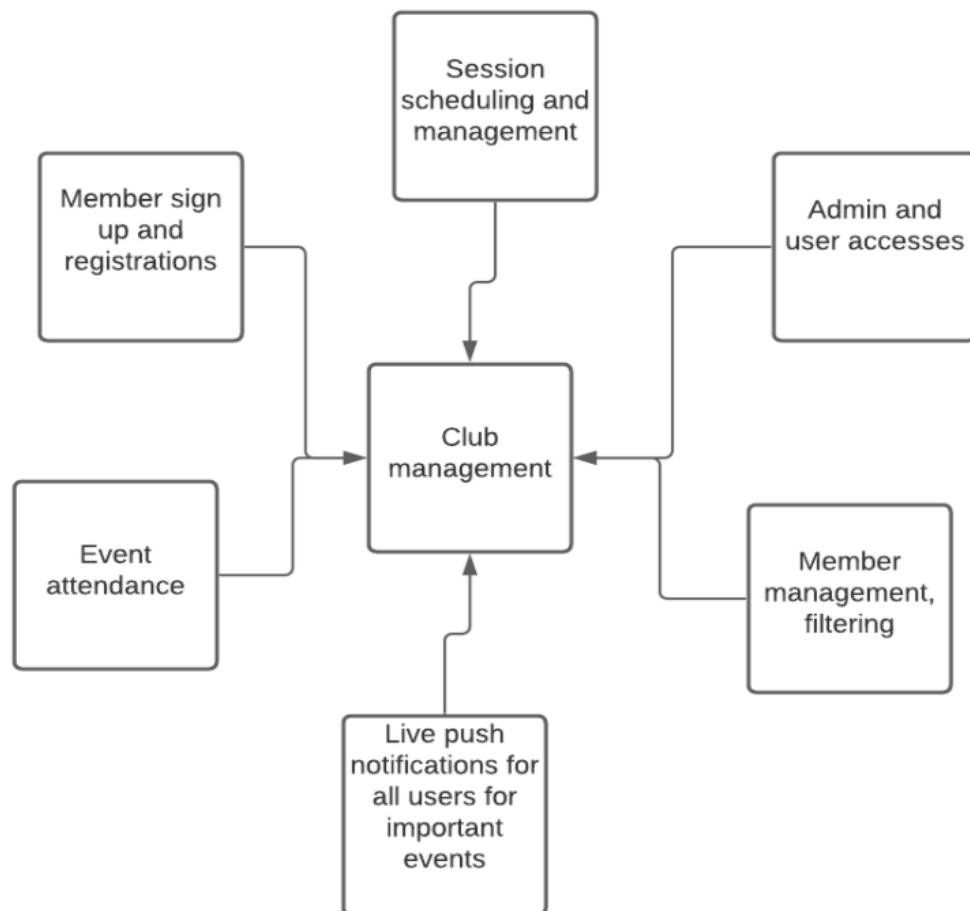 Session
scheduling and
management
Member sign
up and
registrations
Admin and
user accesses
Club
management
Event
attendance
Member
management,
filtering
Live push
notifications for
all users for
important
events